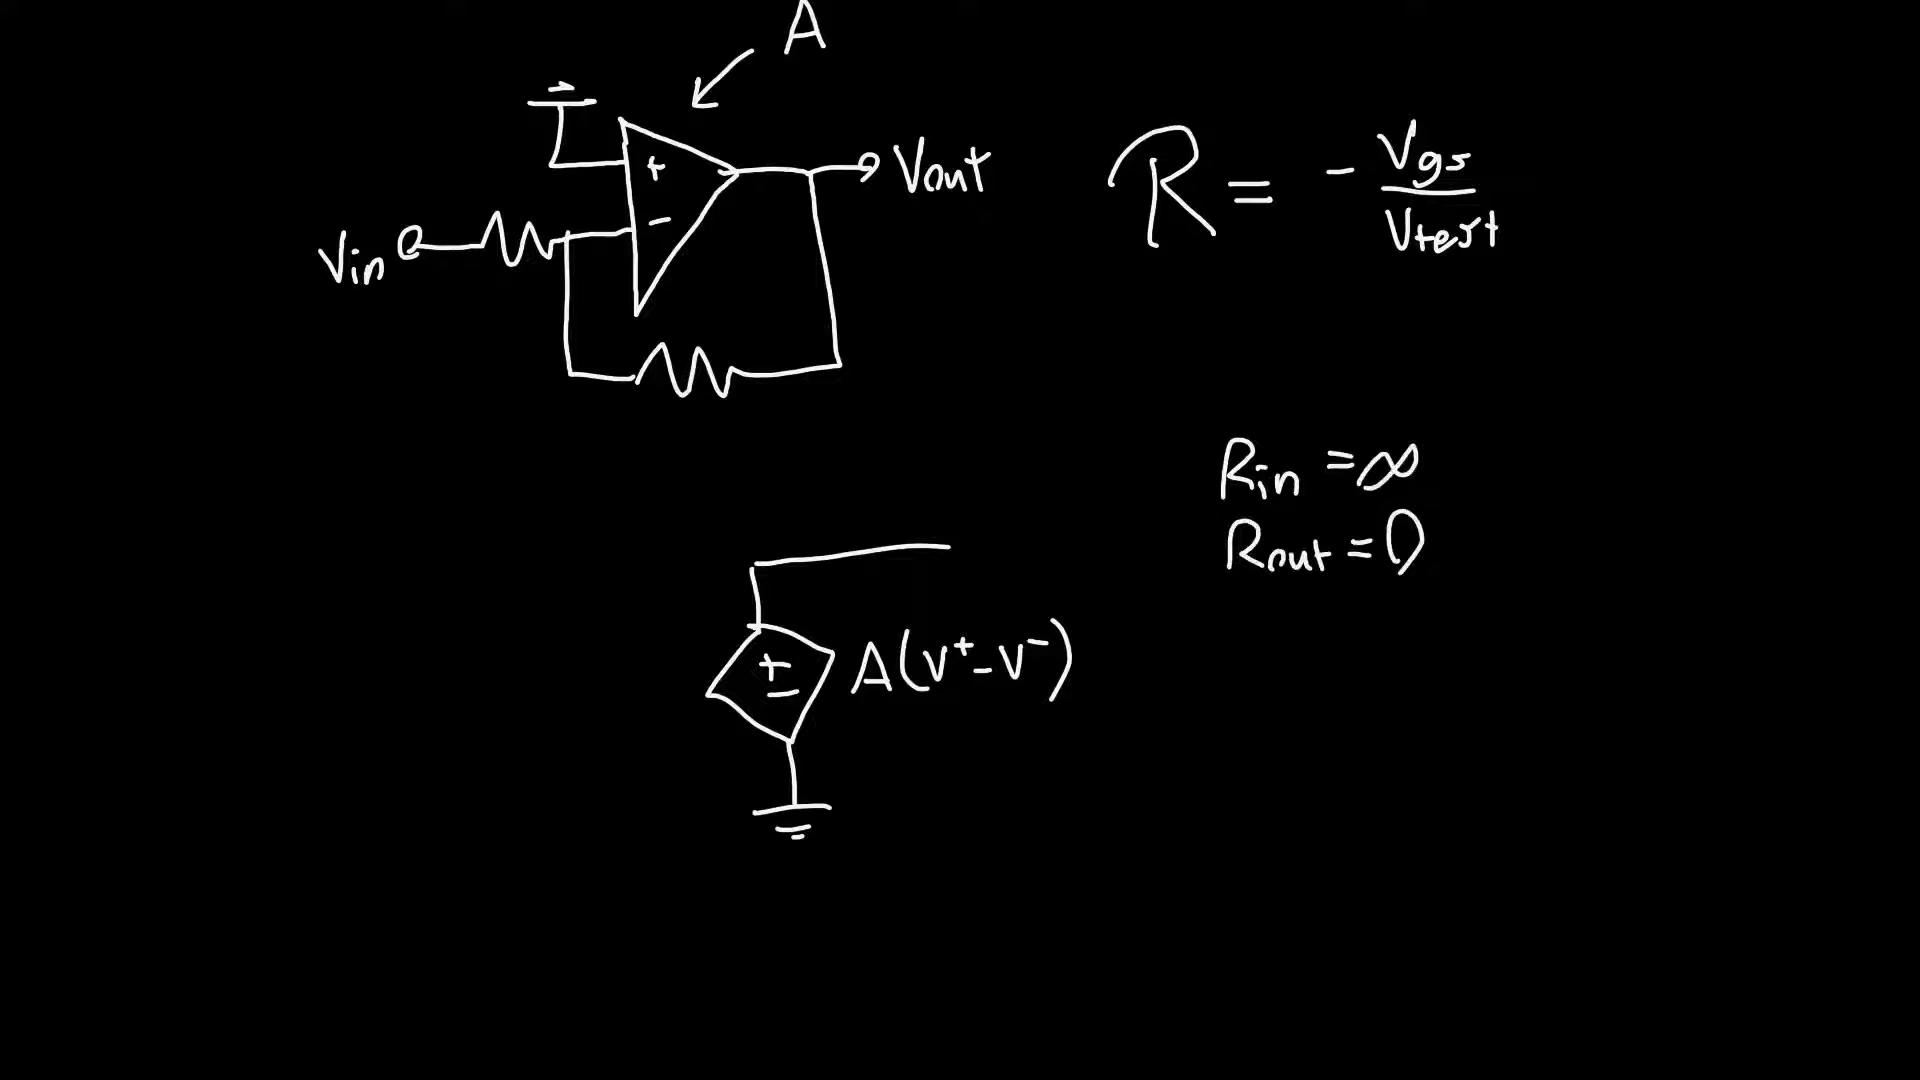 A
+
-
Vout
Vin
R = - Vgs / Vtest
Rin = ∞
Rout = 0
+
-
A(V⁺-V⁻)